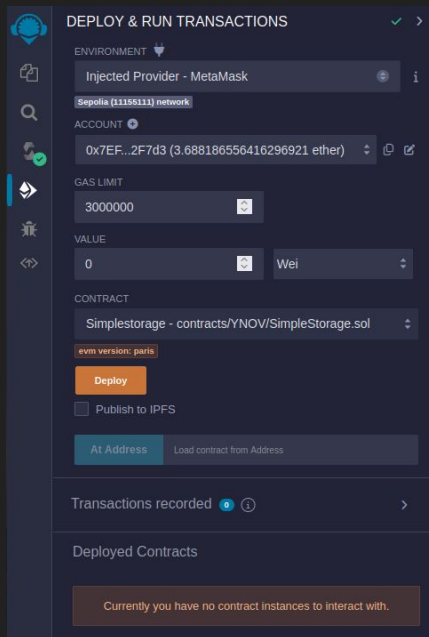 DEPLOY & RUN TRANSACTIONS
ENVIRONMENT
Injected Provider - MetaMask
Sepolia (11155111) network
ACCOUNT
0x7EF...2F7d3 (3.688186556416296921 ether)
GAS LIMIT
3000000
VALUE
0 Wei
CONTRACT
Simplestorage - contracts/YNOV/SimpleStorage.sol
evm version: paris
Deploy
Publish to IPFS
At Address Load contract from Address
Transactions recorded 0 i
Deployed Contracts
Currently you have no contract instances to interact with.